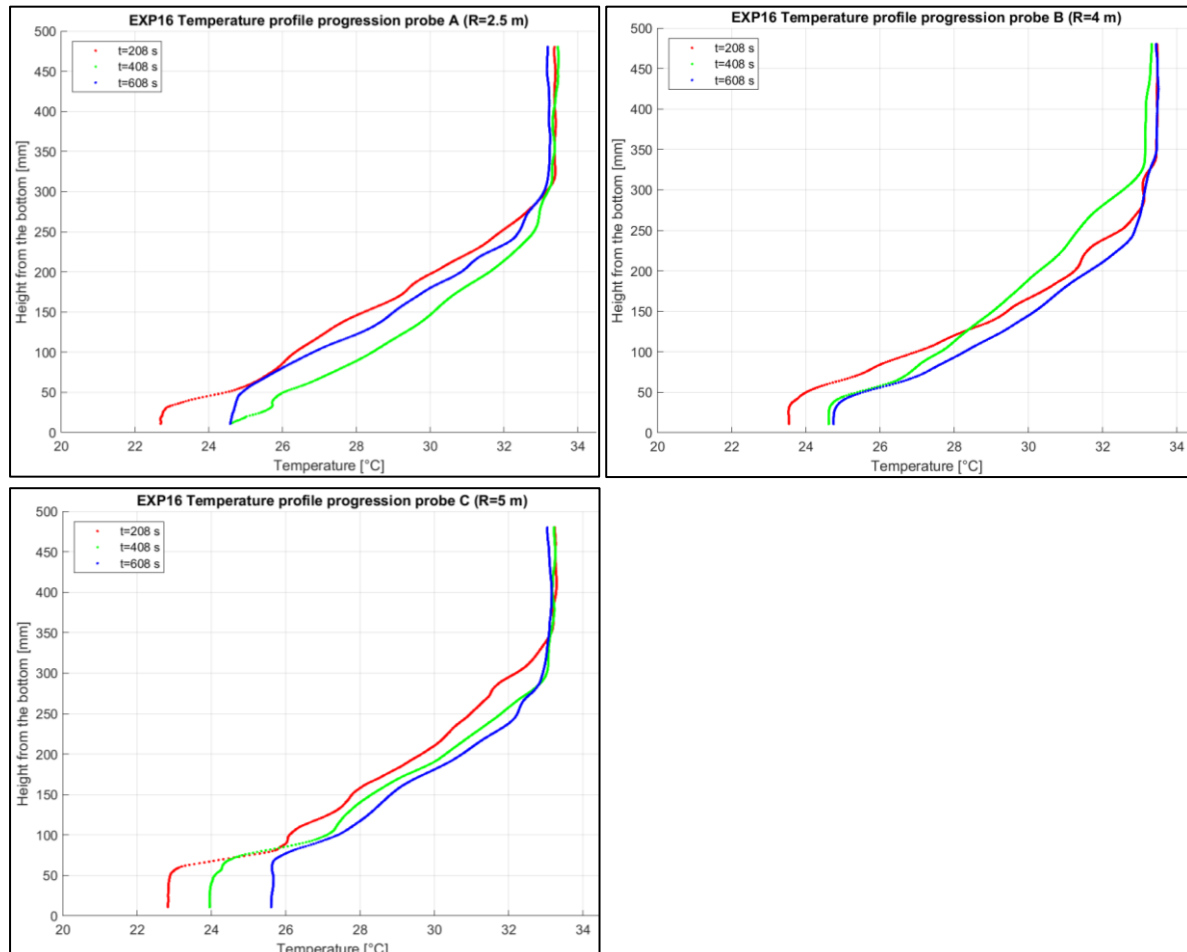 EXP16 Temperature profile progression probe A (R=2.5 m)
500
450
400
350
300
250
200
150
100
50
0
Height from the bottom [mm]
t=208 s
t=408 s
t=608 s
20 22 24 26 28 30 32 34
Temperature [°C]
EXP16 Temperature profile progression probe B (R=4 m)
500
450
400
350
300
250
200
150
100
50
0
Height from the bottom [mm]
t=208 s
t=408 s
t=608 s
20 22 24 26 28 30 32 34
Temperature [°C]
EXP16 Temperature profile progression probe C (R=5 m)
500
450
400
350
300
250
200
150
100
50
0
Height from the bottom [mm]
t=208 s
t=408 s
t=608 s
20 22 24 26 28 30 32 34
Temperature [°C]